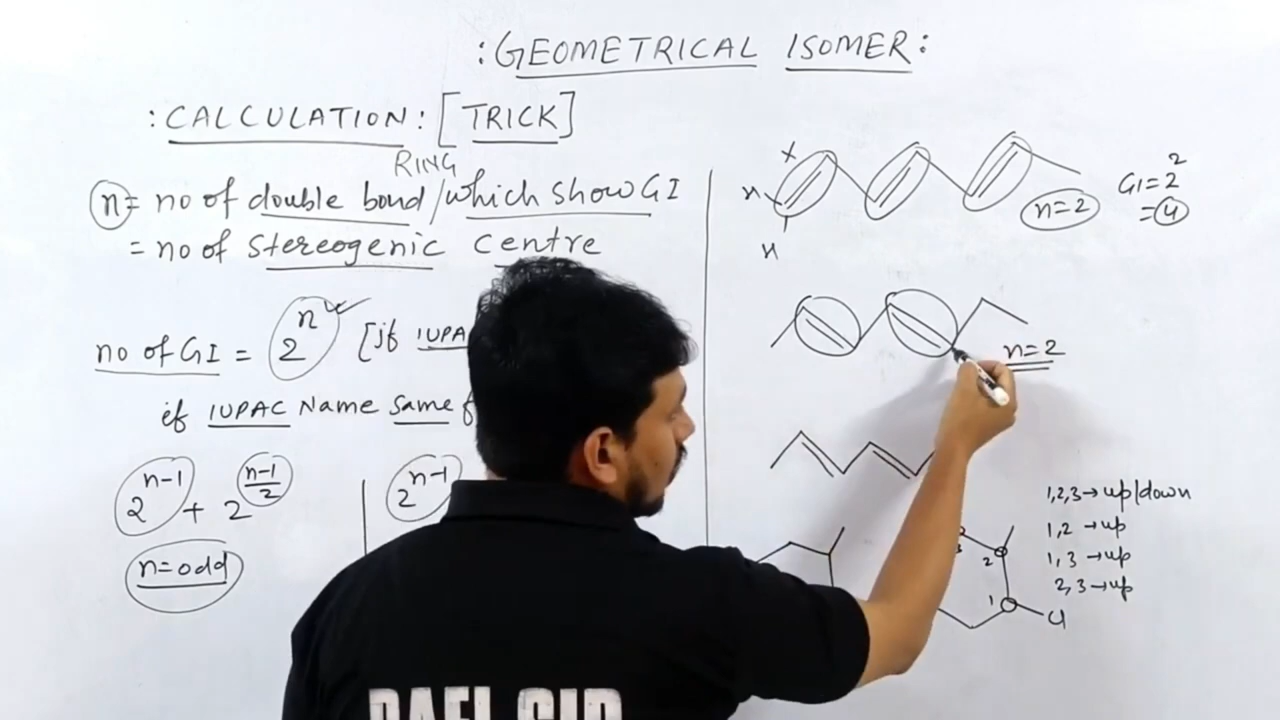 :GEOMETRICAL ISOMER:
:CALCULATION: [TRICK]
RING
n = no of double bond/which show GI
= no of stereogenic centre
no of GI = 2^n [if IUPA
if IUPAC Name same f
2^(n-1) + 2^((n-1)/2)
n=odd
2^(n-1)
X
H
H
n=2
GI = 2^2
= 4
n=2
1,2,3→up/down
1,2 →up
1,3 →up
2,3→up
3
2
1
Cl
RAFI SIR